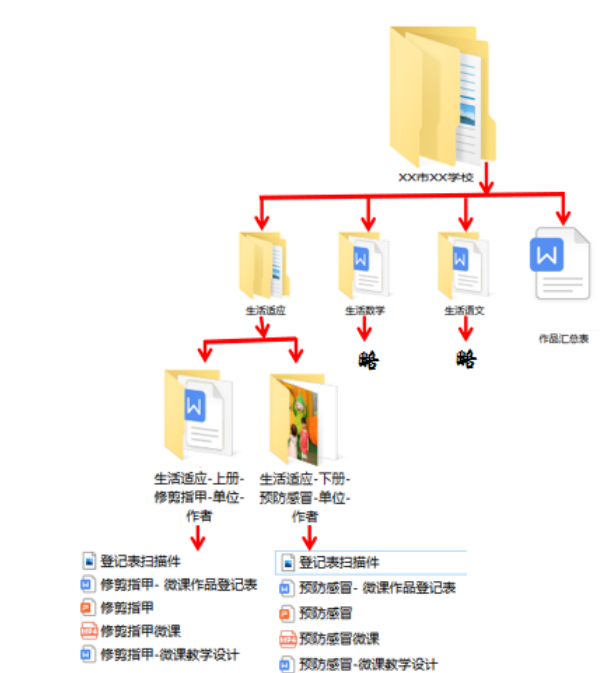 XX市XX学校
生活适应
生活数学
生活语文
作品汇总表
略
略
生活适应-上册-
修剪指甲-单位-
作者
生活适应-下册-
预防感冒-单位-
作者
登记表扫描件
修剪指甲- 微课作品登记表
修剪指甲
修剪指甲微课
修剪指甲-微课教学设计
登记表扫描件
预防感冒- 微课作品登记表
预防感冒
预防感冒微课
预防感冒-微课教学设计